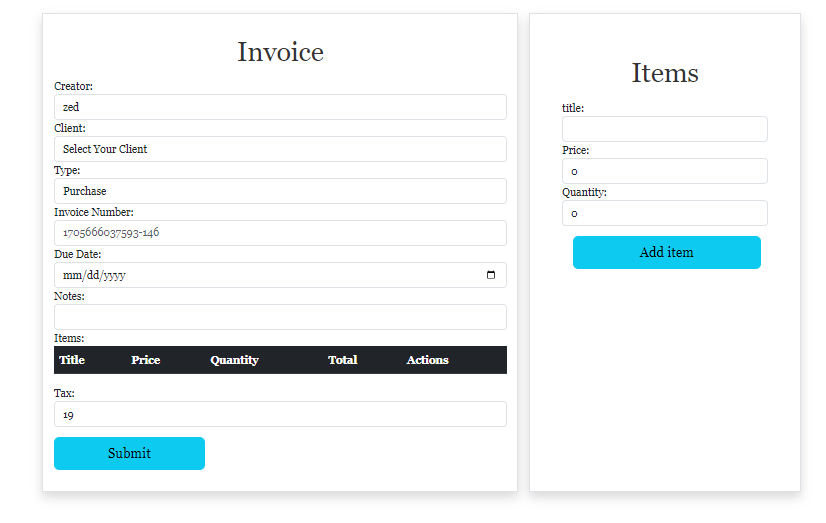 Invoice
Creator:
zed
Client:
Select Your Client
Type:
Purchase
Invoice Number:
1705666037593-146
Due Date:
mm/dd/yyyy
Notes:
Items:
Title Price Quantity Total Actions
Tax:
19
Submit
Items
title:
Price:
0
Quantity:
0
Add item